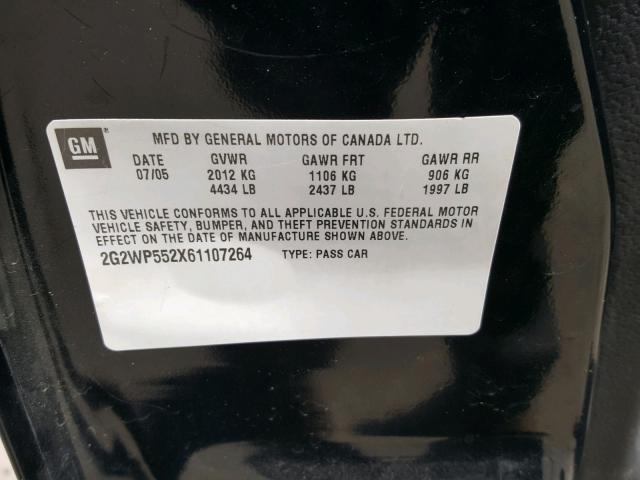 GM®
MFD BY GENERAL MOTORS OF CANADA LTD.
DATE GVWR GAWR FRT GAWR RR
07/05 2012 KG 1106 KG 906 KG
4434 LB 2437 LB 1997 LB
THIS VEHICLE CONFORMS TO ALL APPLICABLE U.S. FEDERAL MOTOR
VEHICLE SAFETY, BUMPER, AND THEFT PREVENTION STANDARDS
IN EFFECT ON THE DATE OF MANUFACTURE SHOWN ABOVE.
2G2WP552X61107264 TYPE: PASS CAR